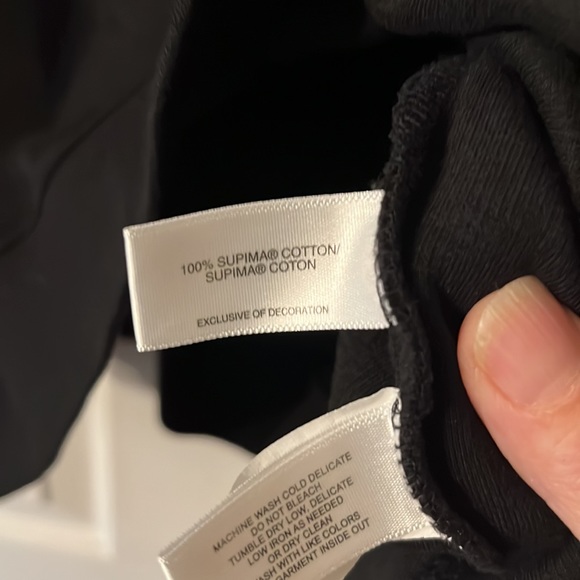 100% SUPIMA® COTTON/
SUPIMA® COTON
EXCLUSIVE OF DECORATION
MACHINE WASH COLD DELICATE
DO NOT BLEACH
TUMBLE DRY LOW, DELICATE
LOW IRON AS NEEDED
OR DRY CLEAN
WITH LIKE COLORS
GARMENT INSIDE OUT